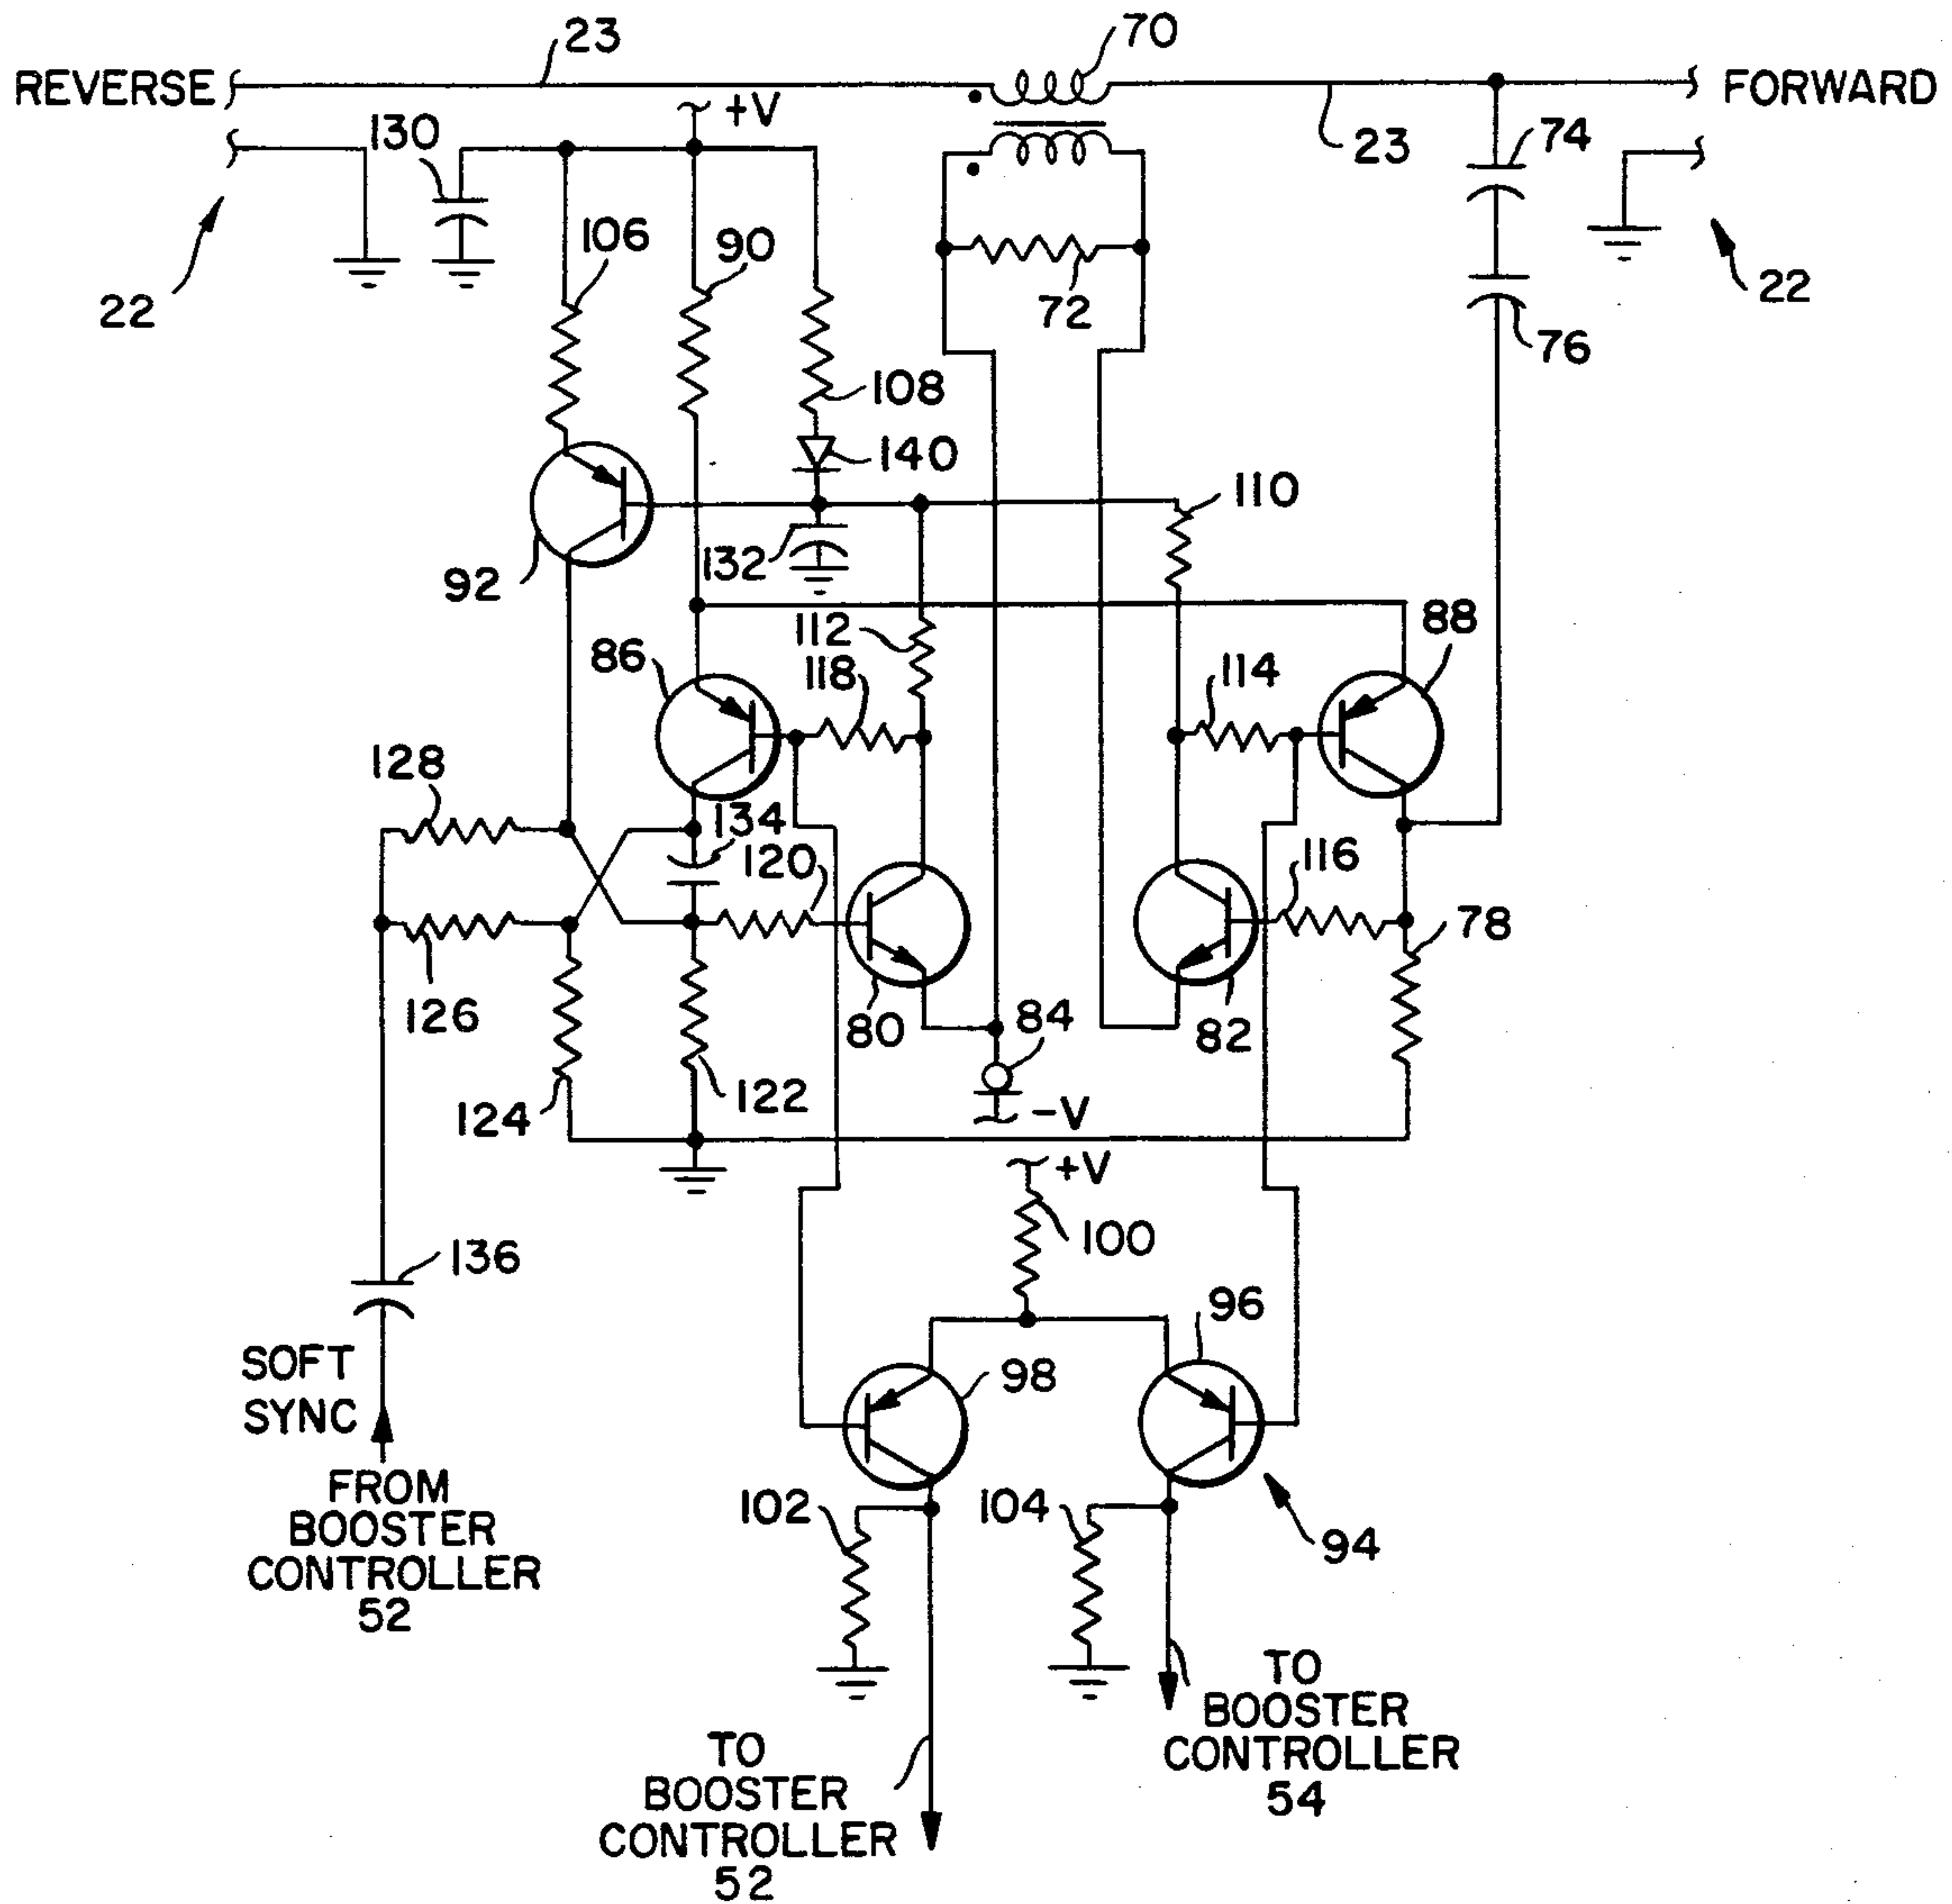 23
70
REVERSE
+V
FORWARD
130
74
23
106
90
22
72
22
76
108
140
110
132
92
112
88
86
118
114
128
134
120
116
78
126
80
84
82
122
-V
124
+V
100
136
96
SOFT
SYNC
98
FROM
BOOSTER
CONTROLLER
52
102
104
94
TO
BOOSTER
CONTROLLER
54
TO
BOOSTER
CONTROLLER
52